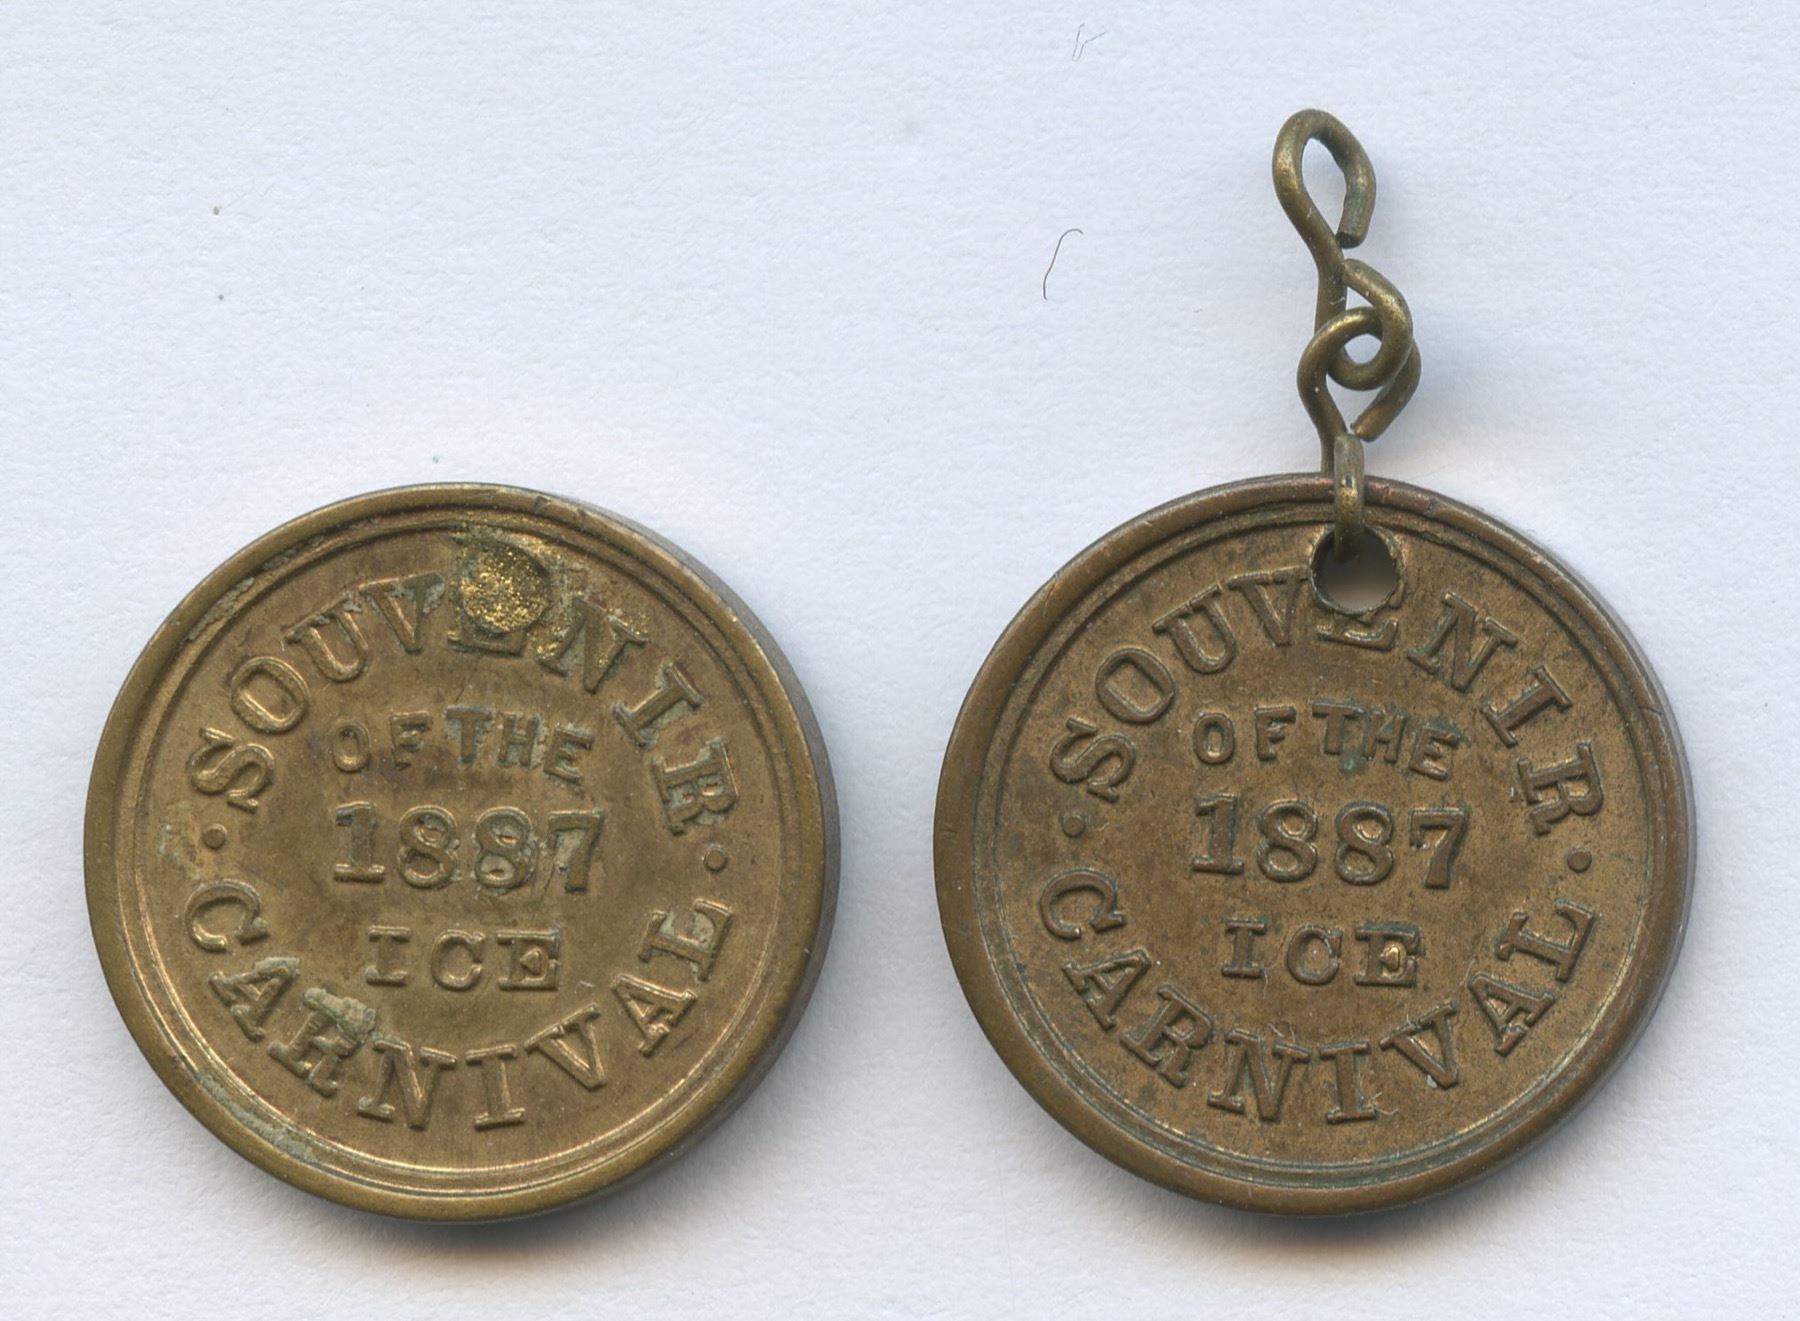 · SOUVENIR ·
OF THE
1887
ICE
CARNIVAL
· SOUVENIR ·
OF THE
1887
ICE
CARNIVAL